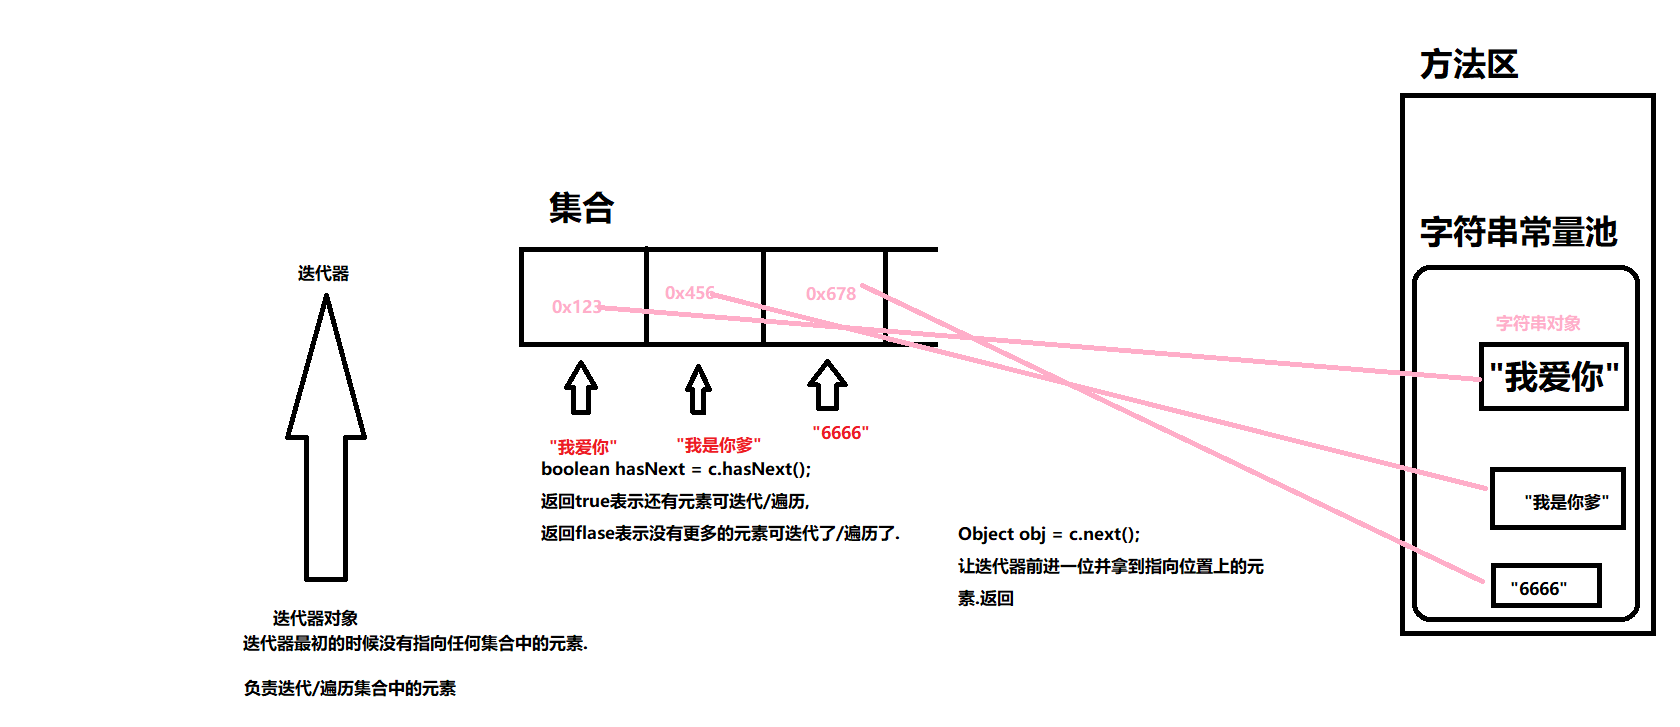 方法区
集合
字符串常量池
迭代器
0x123
0x456
0x678
字符串对象
"我爱你"
"我爱你"
"我是你爹"
"6666"
boolean hasNext = c.hasNext();
返回true表示还有元素可迭代/遍历,
返回flase表示没有更多的元素可迭代了/遍历了.
"我是你爹"
Object obj = c.next();
让迭代器前进一位并拿到指向位置上的元
素.返回
"6666"
迭代器对象
迭代器最初的时候没有指向任何集合中的元素.
负责迭代/遍历集合中的元素